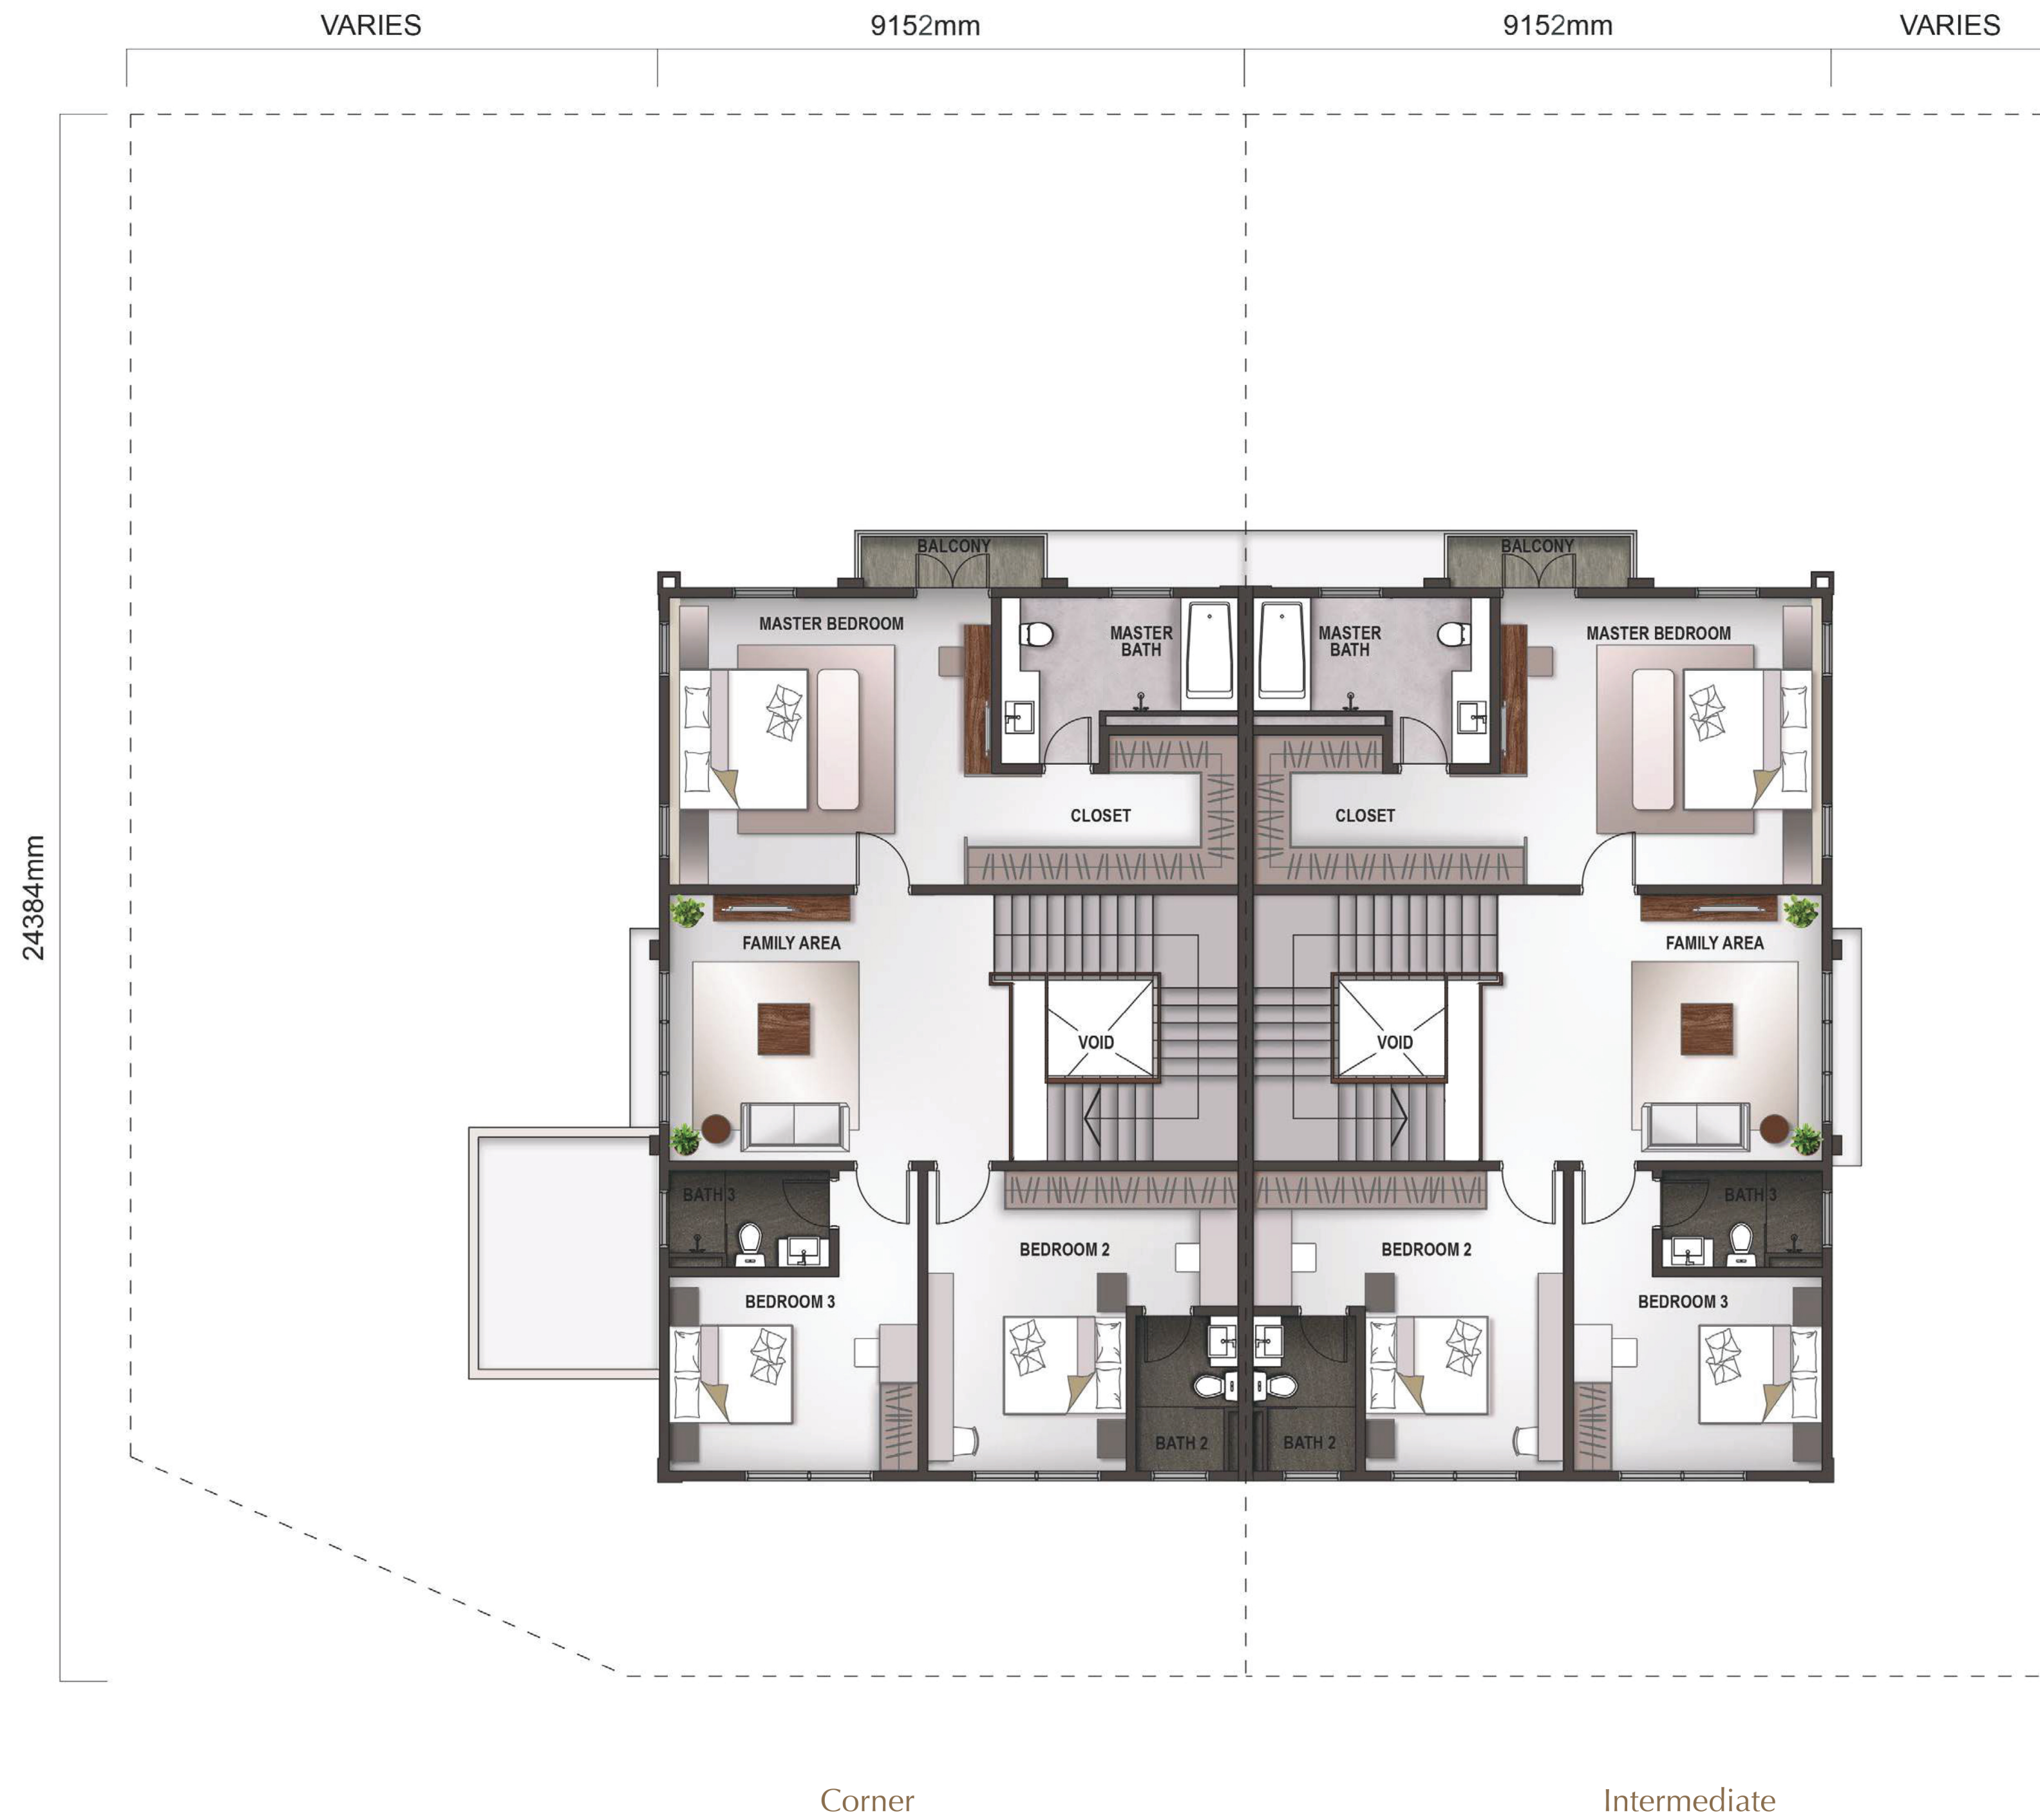 VARIES 9152mm 9152mm VARIES
24384mm
BALCONY BALCONY
MASTER BEDROOM
MASTER
BATH
MASTER
BATH
MASTER BEDROOM
CLOSET CLOSET
FAMILY AREA FAMILY AREA
VOID VOID
BATH 3 BATH 3
BEDROOM 2 BEDROOM 2
BEDROOM 3 BEDROOM 3
BATH 2 BATH 2
Corner Intermediate